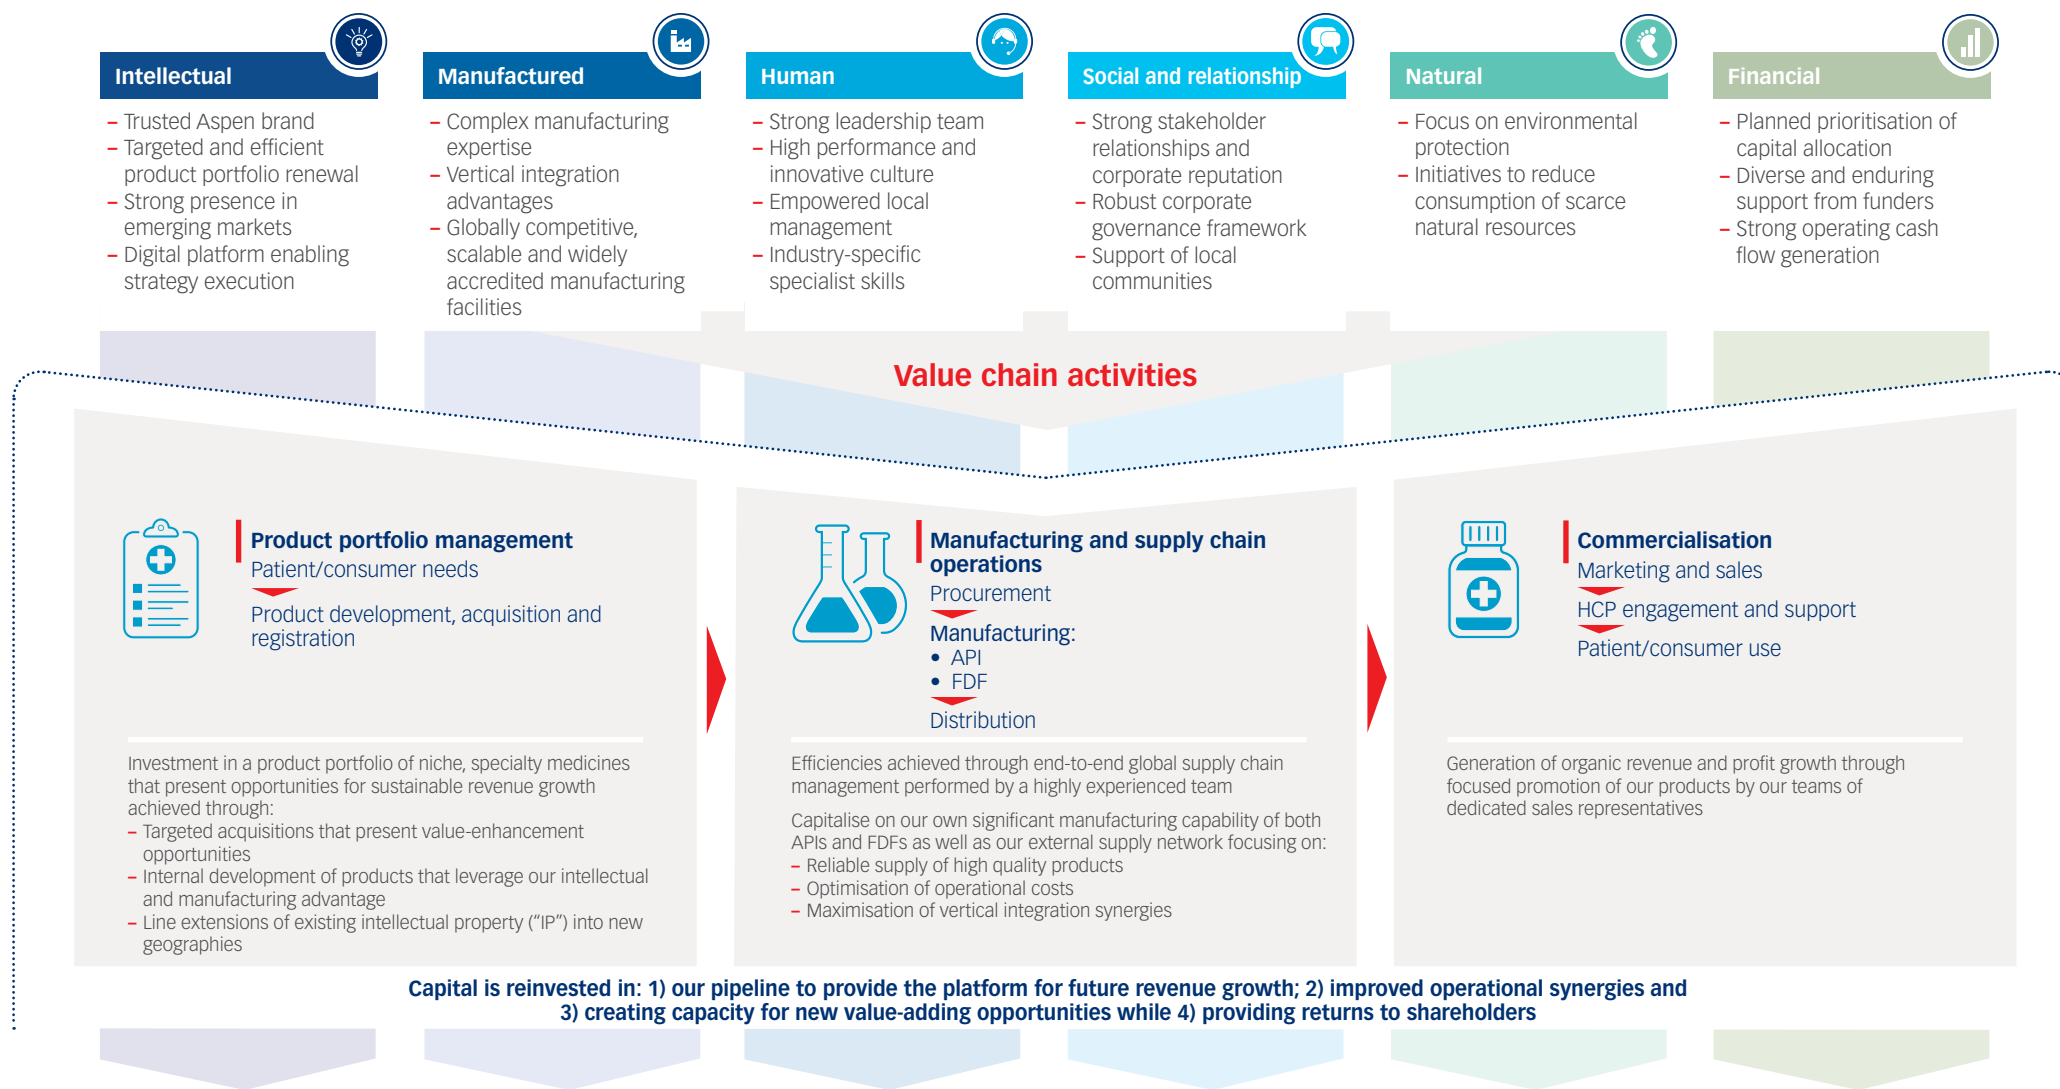 Intellectual
– Trusted Aspen brand
– Targeted and efficient
product portfolio renewal
– Strong presence in
emerging markets
– Digital platform enabling
strategy execution
Manufactured
– Complex manufacturing
expertise
– Vertical integration
advantages
– Globally competitive,
scalable and widely
accredited manufacturing
facilities
Human
– Strong leadership team
– High performance and
innovative culture
– Empowered local
management
– Industry-specific
specialist skills
Social and relationship
– Strong stakeholder
relationships and
corporate reputation
– Robust corporate
governance framework
– Support of local
communities
Natural
– Focus on environmental
protection
– Initiatives to reduce
consumption of scarce
natural resources
Financial
– Planned prioritisation of
capital allocation
– Diverse and enduring
support from funders
– Strong operating cash
flow generation
Value chain activities
Product portfolio management
Patient/consumer needs
Product development, acquisition and
registration
Investment in a product portfolio of niche, specialty medicines
that present opportunities for sustainable revenue growth
achieved through:
– Targeted acquisitions that present value-enhancement
opportunities
– Internal development of products that leverage our intellectual
and manufacturing advantage
– Line extensions of existing intellectual property (“IP”) into new
geographies
Manufacturing and supply chain
operations
Procurement
Manufacturing:
• API
• FDF
Distribution
Efficiencies achieved through end-to-end global supply chain
management performed by a highly experienced team
Capitalise on our own significant manufacturing capability of both
APIs and FDFs as well as our external supply network focusing on:
– Reliable supply of high quality products
– Optimisation of operational costs
– Maximisation of vertical integration synergies
Commercialisation
Marketing and sales
HCP engagement and support
Patient/consumer use
Generation of organic revenue and profit growth through
focused promotion of our products by our teams of
dedicated sales representatives
Capital is reinvested in: 1) our pipeline to provide the platform for future revenue growth; 2) improved operational synergies and
3) creating capacity for new value-adding opportunities while 4) providing returns to shareholders